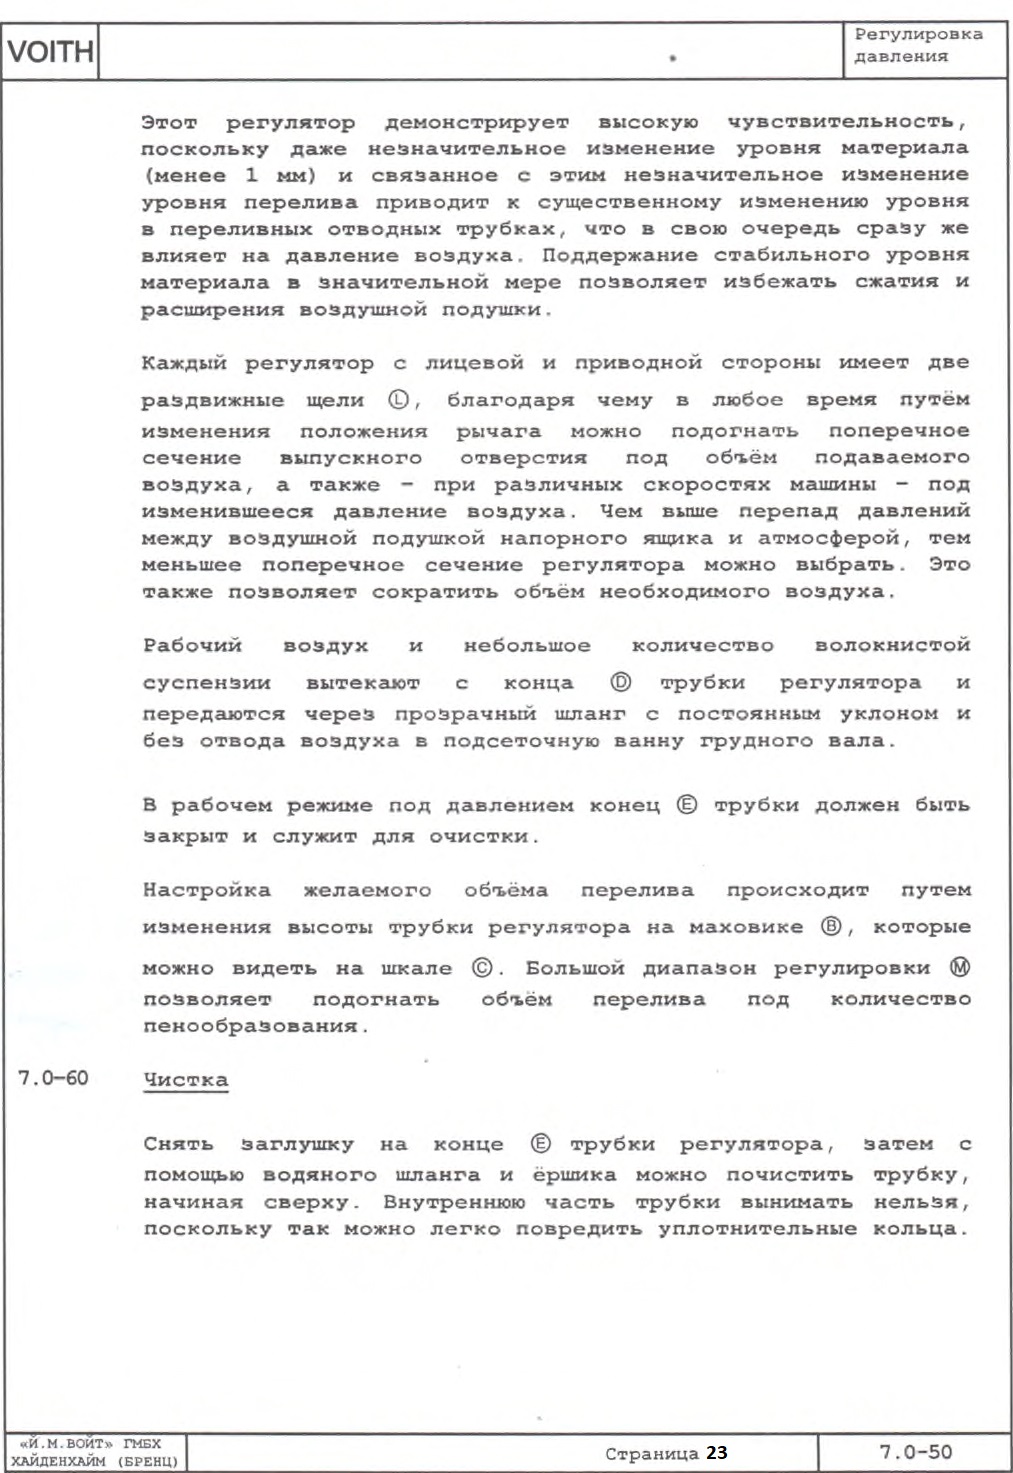 VOITH
Регулировка
давления
Этот регулятор демонстрирует высокую чувствительность,
поскольку даже незначительное изменение уровня материала
(менее 1 мм) и связанное с этим незначительное изменение
уровня перелива приводит к существенному изменению уровня
в переливных отводных трубках, что в свою очередь сразу же
влияет на давление воздуха. Поддержание стабильного уровня
материала в значительной мере позволяет избежать сжатия и
расширения воздушной подушки.
Каждый регулятор с лицевой и приводной стороны имеет две
раздвижные щели Ⓛ, благодаря чему в любое время путём
изменения положения рычага можно подогнать поперечное
сечение выпускного отверстия под объём подаваемого
воздуха, а также – при различных скоростях машины – под
изменившееся давление воздуха. Чем выше перепад давлений
между воздушной подушкой напорного ящика и атмосферой, тем
меньшее поперечное сечение регулятора можно выбрать. Это
также позволяет сократить объём необходимого воздуха.
Рабочий воздух и небольшое количество волокнистой
суспензии вытекают с конца Ⓓ трубки регулятора и
передаются через прозрачный шланг с постоянным уклоном и
без отвода воздуха в подсеточную ванну грудного вала.
В рабочем режиме под давлением конец Ⓔ трубки должен быть
закрыт и служит для очистки.
Настройка желаемого объёма перелива происходит путем
изменения высоты трубки регулятора на маховике Ⓑ, которые
можно видеть на шкале Ⓒ. Большой диапазон регулировки Ⓜ
позволяет подогнать объём перелива под количество
пенообразования.
7.0–60 Чистка
Снять заглушку на конце Ⓔ трубки регулятора, затем с
помощью водяного шланга и ёршика можно почистить трубку,
начиная сверху. Внутреннюю часть трубки вынимать нельзя,
поскольку так можно легко повредить уплотнительные кольца.
«Й.М.ВОЙТ» ГМБХ
ХАЙДЕНХАЙМ (БРЕНЦ)
Страница 23
7.0–50